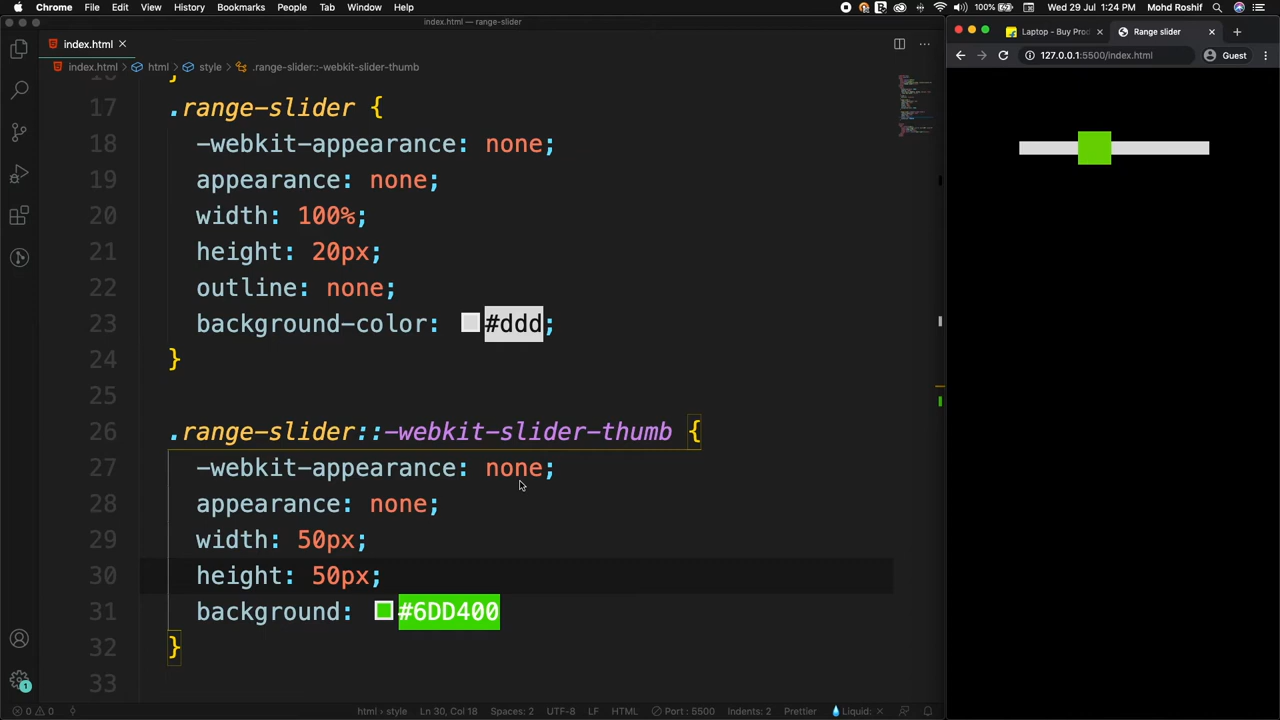 Chrome File Edit View History Bookmarks People Tab Window Help
100% Wed 29 Jul 1:24 PM Mohd Roshif
index.html — range-slider
index.html
index.html › html › style › .range-slider::-webkit-slider-thumb
17 .range-slider {
18 -webkit-appearance: none;
19 appearance: none;
20 width: 100%;
21 height: 20px;
22 outline: none;
23 background-color: #ddd;
24 }
25
26 .range-slider::-webkit-slider-thumb {
27 -webkit-appearance: none;
28 appearance: none;
29 width: 50px;
30 height: 50px;
31 background: #6DD400
32 }
33
1
0 0 html › style Ln 30, Col 18 Spaces: 2 UTF-8 LF HTML Port : 5500 Indents: 2 Prettier Liquid:
Laptop - Buy Prod
Range slider
127.0.0.1:5500/index.html
Guest